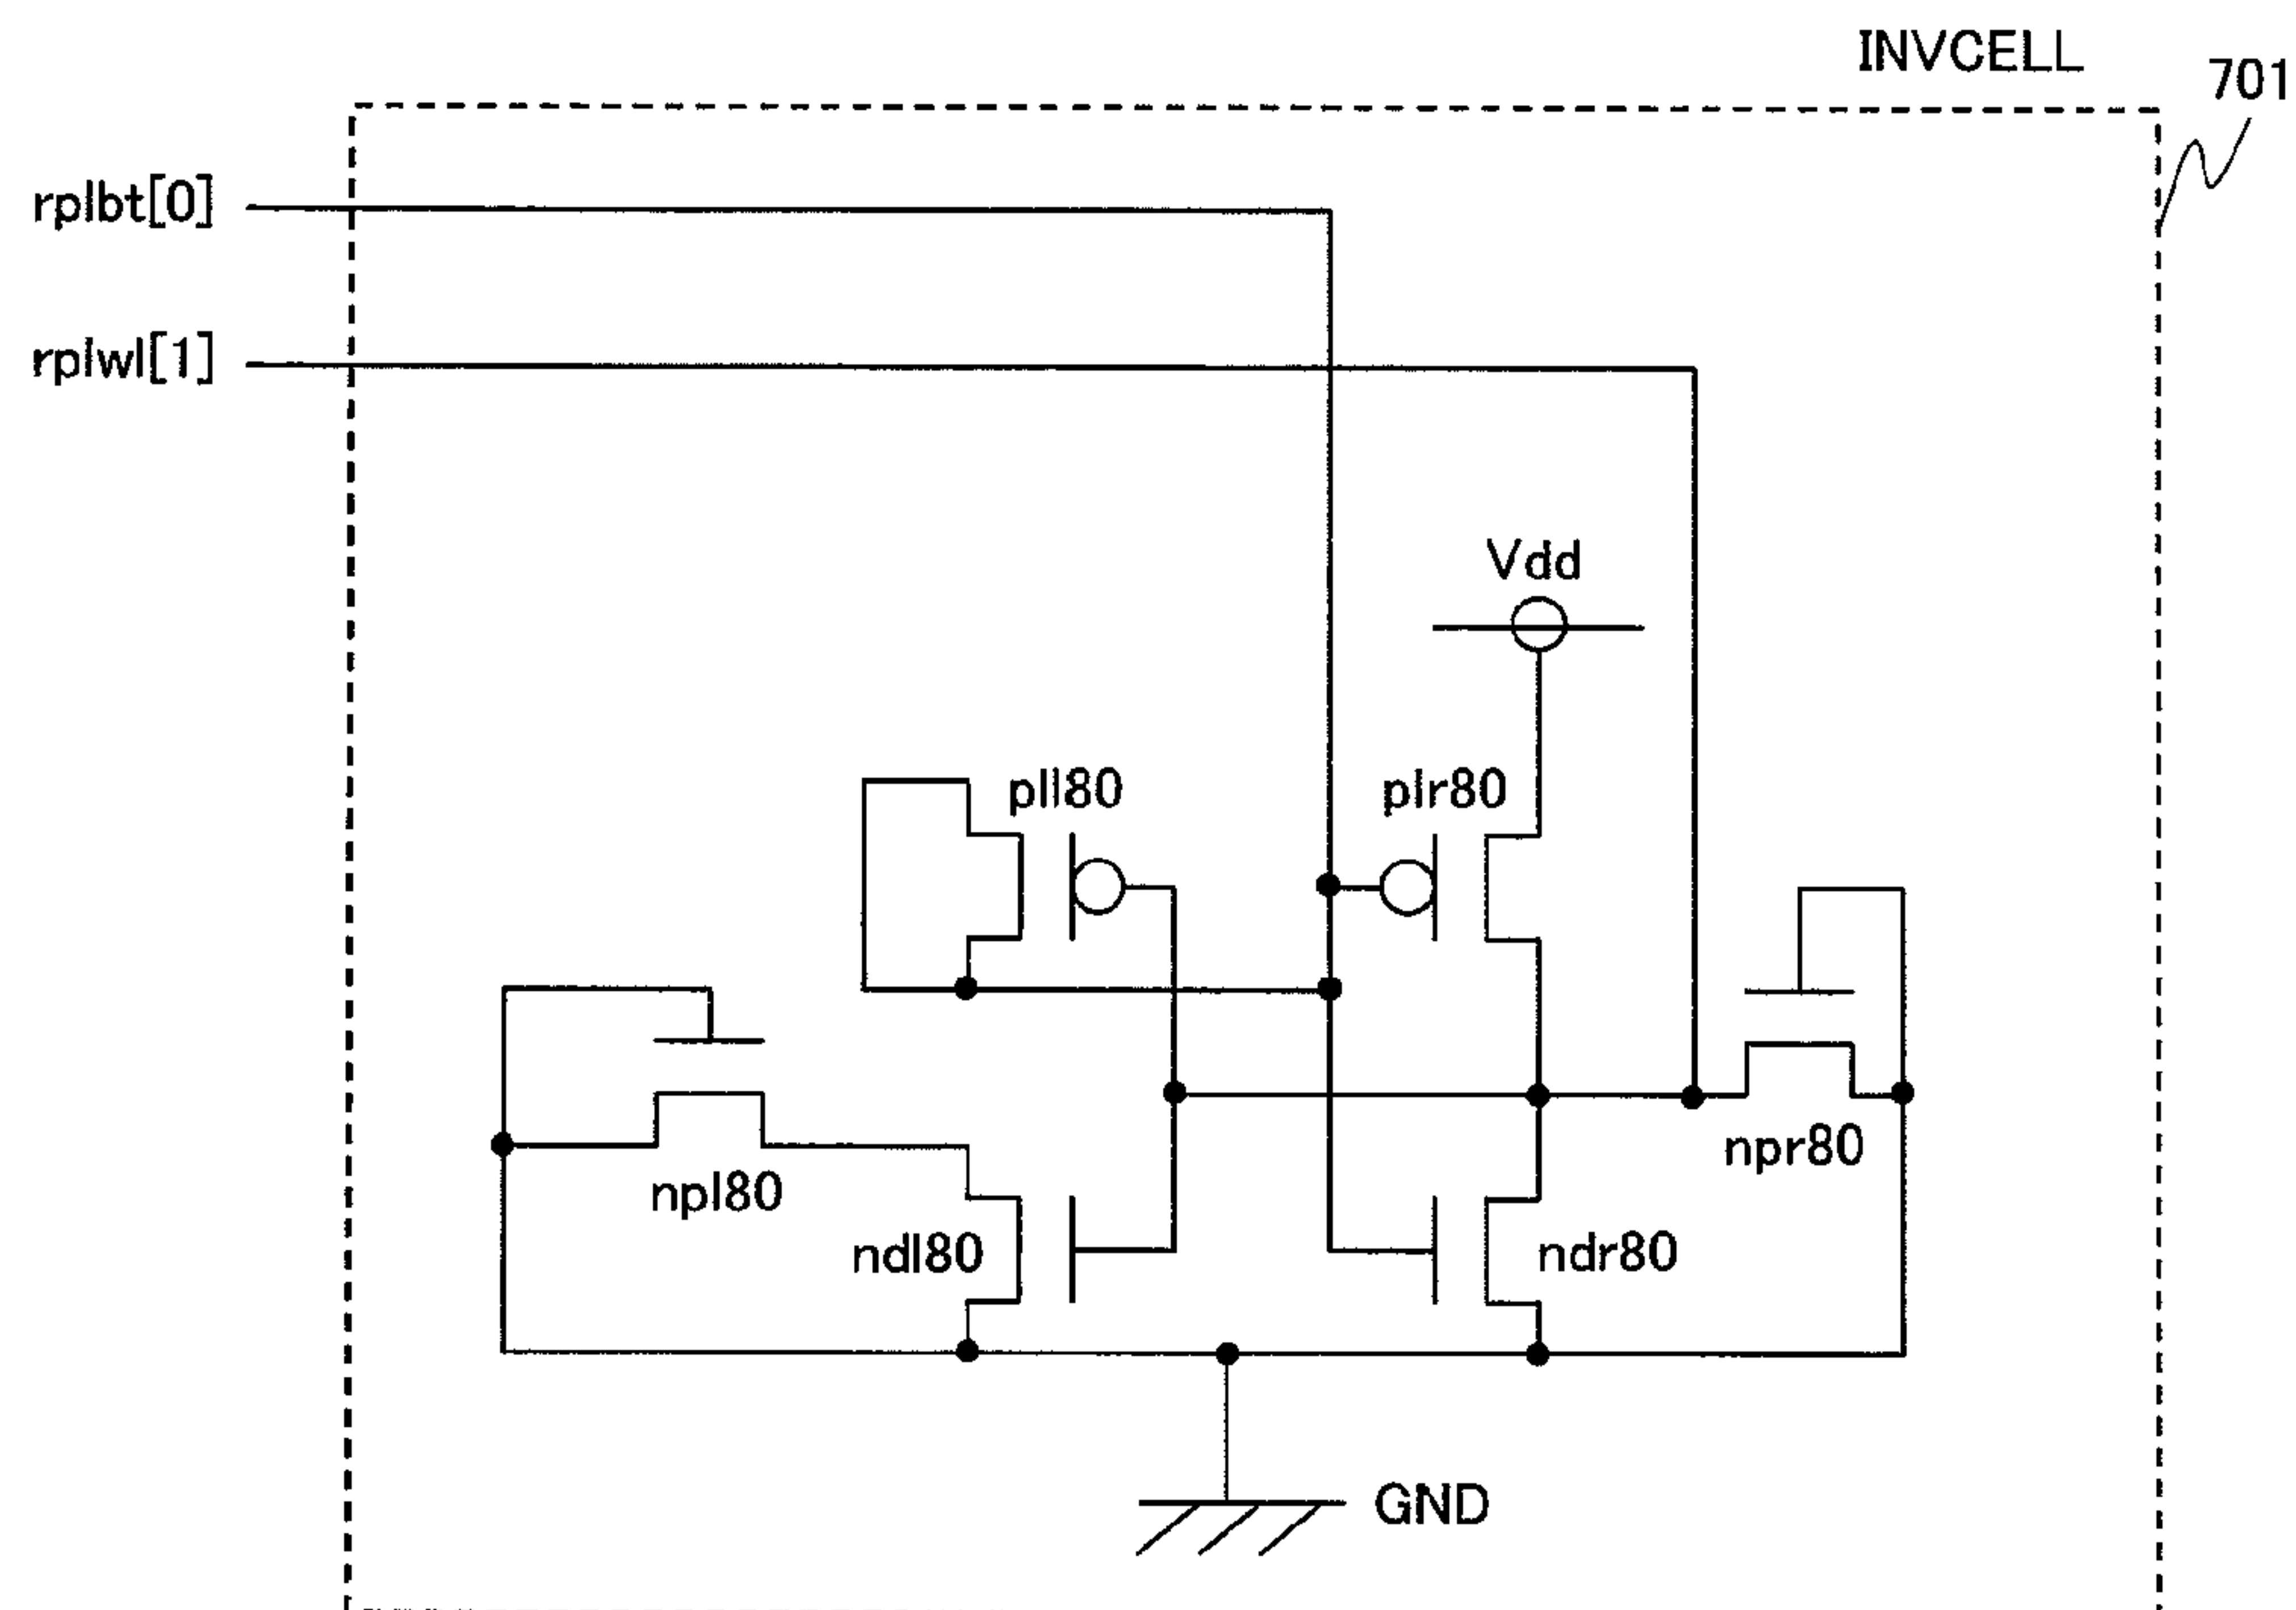 INVCELL
701
rplbt[0]
rplwl[1]
Vdd
pll80
plr80
npr80
npl80
ndl80
ndr80
GND